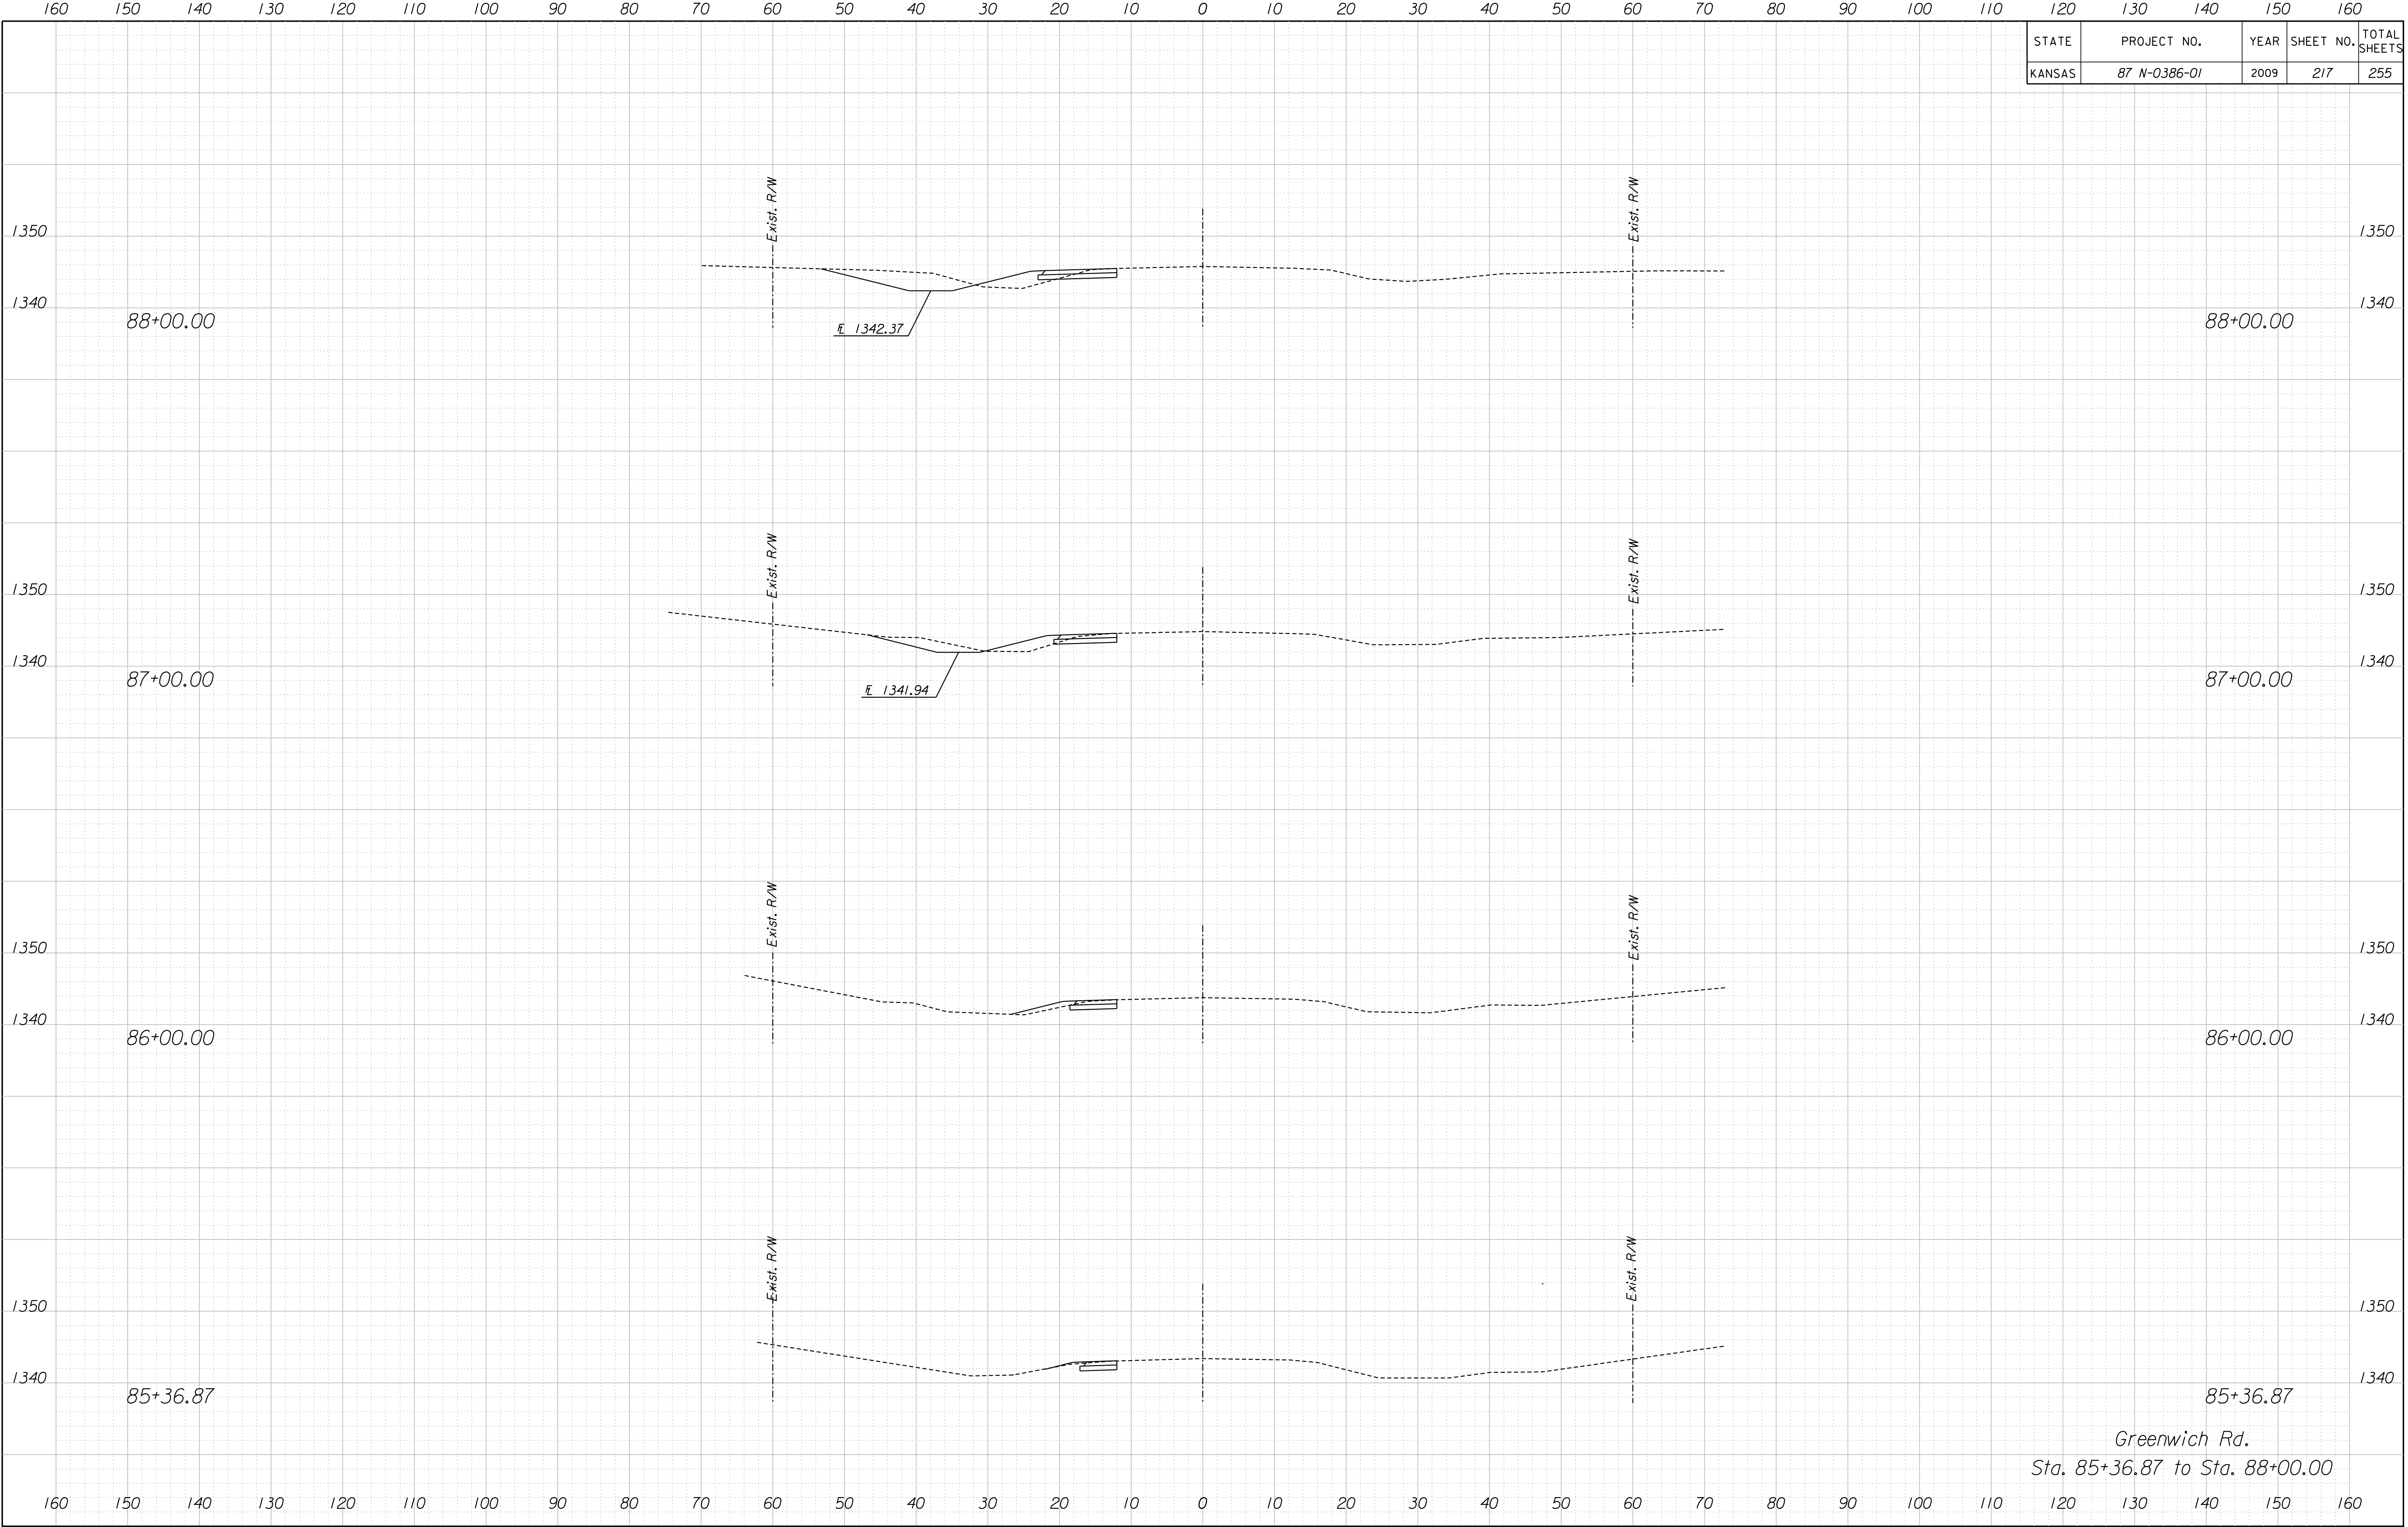 160 150 140 130 120 110 100 90 80 70 60 50 40 30 20 10 0 10 20 30 40 50 60 70 80 90 100 110 120 130 140 150 160
STATE PROJECT NO. YEAR SHEET NO. TOTAL SHEETS
KANSAS 87 N-0386-01 2009 217 255
Exist. R/W Exist. R/W
1350 1350
1340 1340
88+00.00 88+00.00
FL 1342.37
Exist. R/W Exist. R/W
1350 1350
1340 1340
87+00.00 87+00.00
FL 1341.94
Exist. R/W Exist. R/W
1350 1350
1340 1340
86+00.00 86+00.00
Exist. R/W Exist. R/W
1350 1350
1340 1340
85+36.87 85+36.87
Greenwich Rd.
Sta. 85+36.87 to Sta. 88+00.00
160 150 140 130 120 110 100 90 80 70 60 50 40 30 20 10 0 10 20 30 40 50 60 70 80 90 100 110 120 130 140 150 160